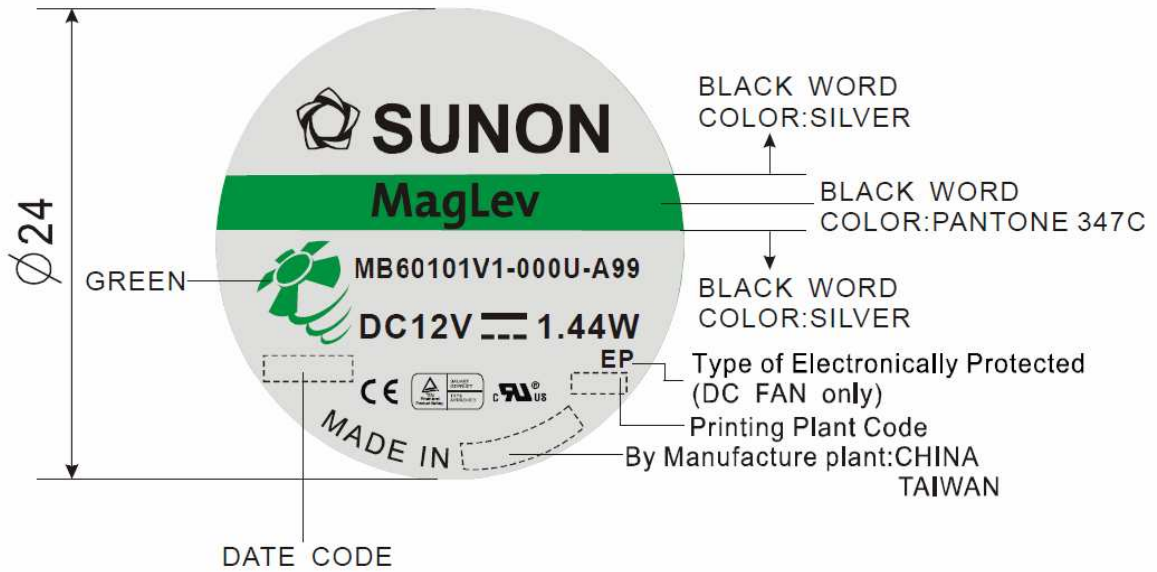 SUNON
MagLev
MB60101V1-000U-A99
DC12V 1.44W
EP
CE
C RU ® US
MADE IN
Ø24
GREEN
DATE CODE
BLACK WORD
COLOR:SILVER
BLACK WORD
COLOR:PANTONE 347C
BLACK WORD
COLOR:SILVER
Type of Electronically Protected
(DC FAN only)
Printing Plant Code
By Manufacture plant:CHINA
TAIWAN